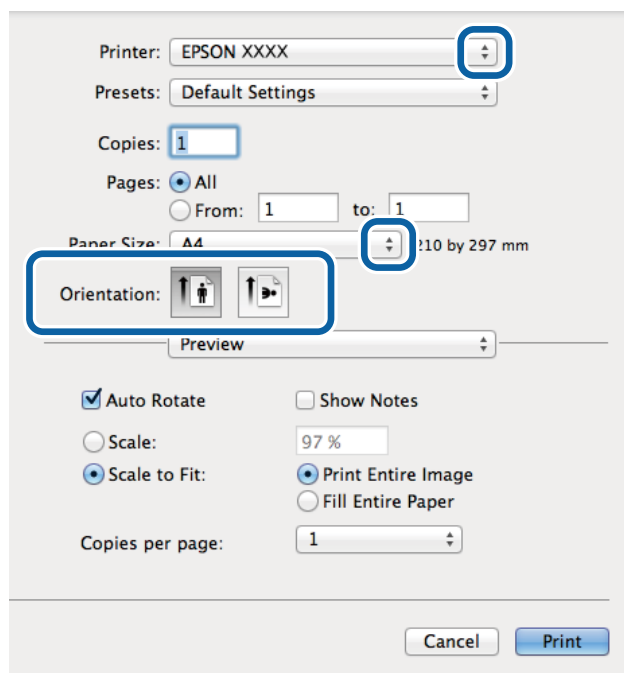 Printer: EPSON XXXX
Presets: Default Settings
Copies: 1
Pages: All
From: 1 to: 1
Paper Size: A4 210 by 297 mm
Orientation:
Preview
Auto Rotate Show Notes
Scale: 97 %
Scale to Fit: Print Entire Image
Fill Entire Paper
Copies per page: 1
Cancel Print